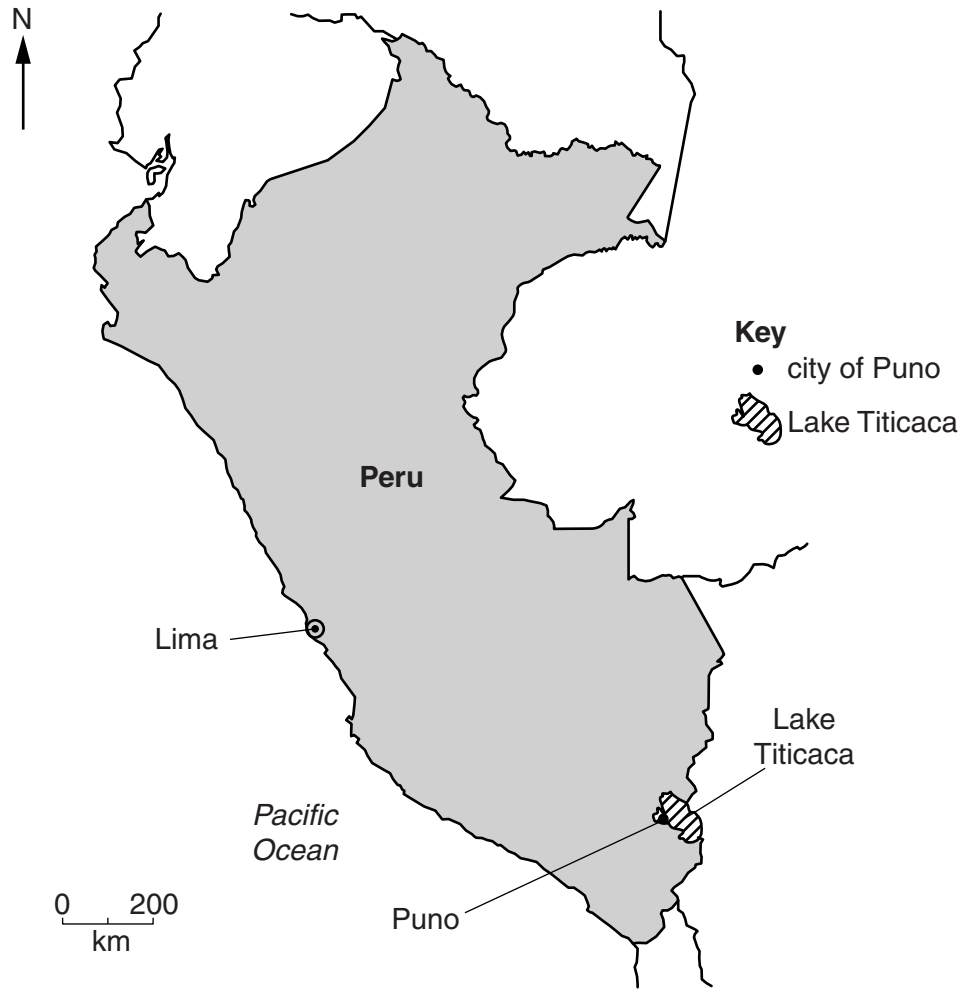 N
Key
city of Puno
Lake Titicaca
Peru
Lima
Lake
Titicaca
Pacific
Ocean
0 200
km
Puno